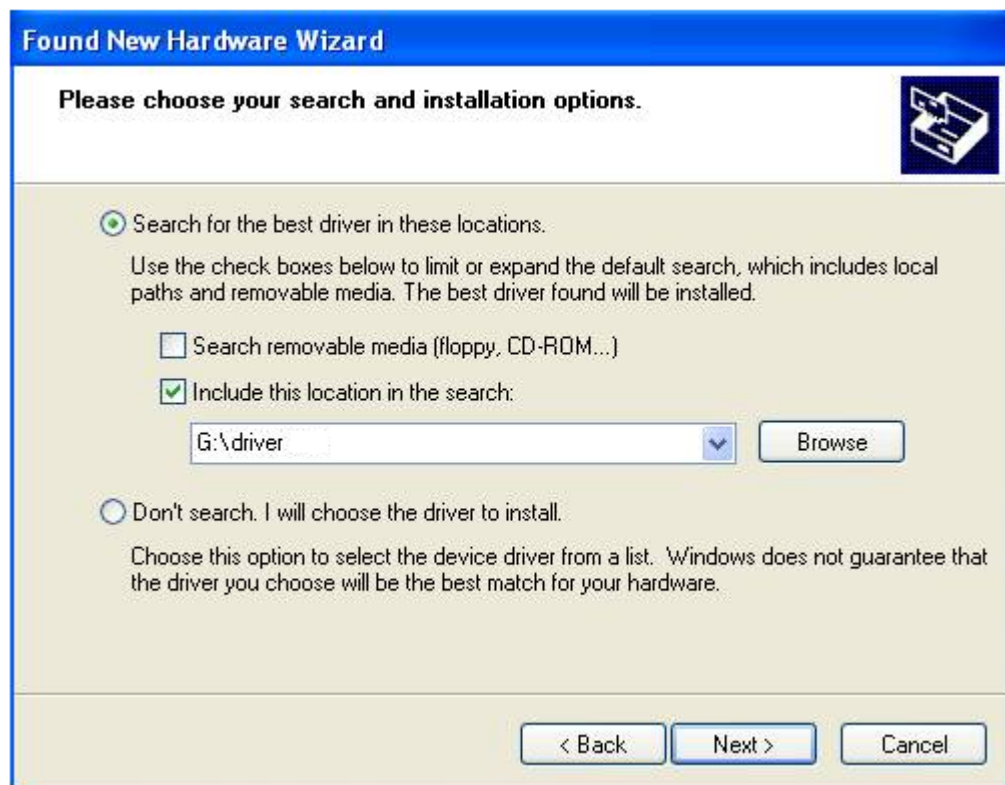 Found New Hardware Wizard
Please choose your search and installation options.
Search for the best driver in these locations.
Use the check boxes below to limit or expand the default search, which includes local
paths and removable media. The best driver found will be installed.
Search removable media (floppy, CD-ROM...)
Include this location in the search:
G:\driver
Browse
Don't search. I will choose the driver to install.
Choose this option to select the device driver from a list. Windows does not guarantee that
the driver you choose will be the best match for your hardware.
< Back
Next >
Cancel